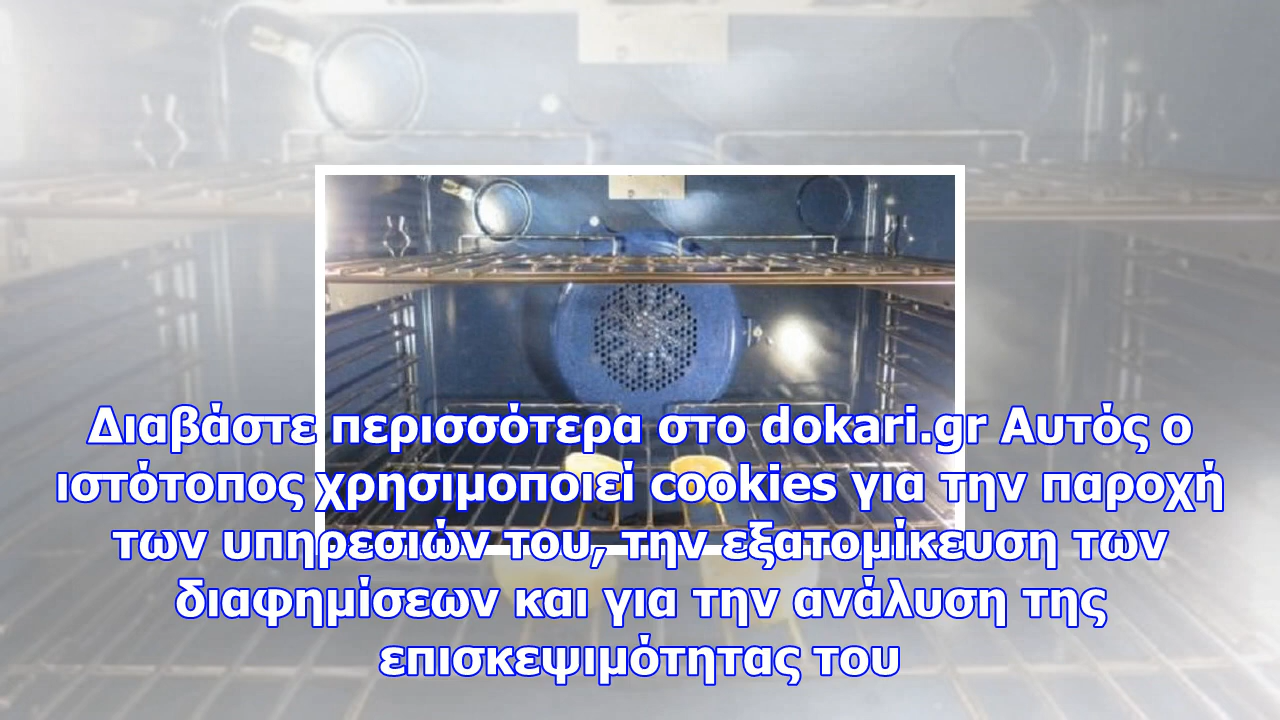 Διαβάστε περισσότερα στο dokari.gr Αυτός ο
ιστότοπος χρησιμοποιεί cookies για την παροχή
των υπηρεσιών του, την εξατομίκευση των
διαφημίσεων και για την ανάλυση της
επισκεψιμότητας του